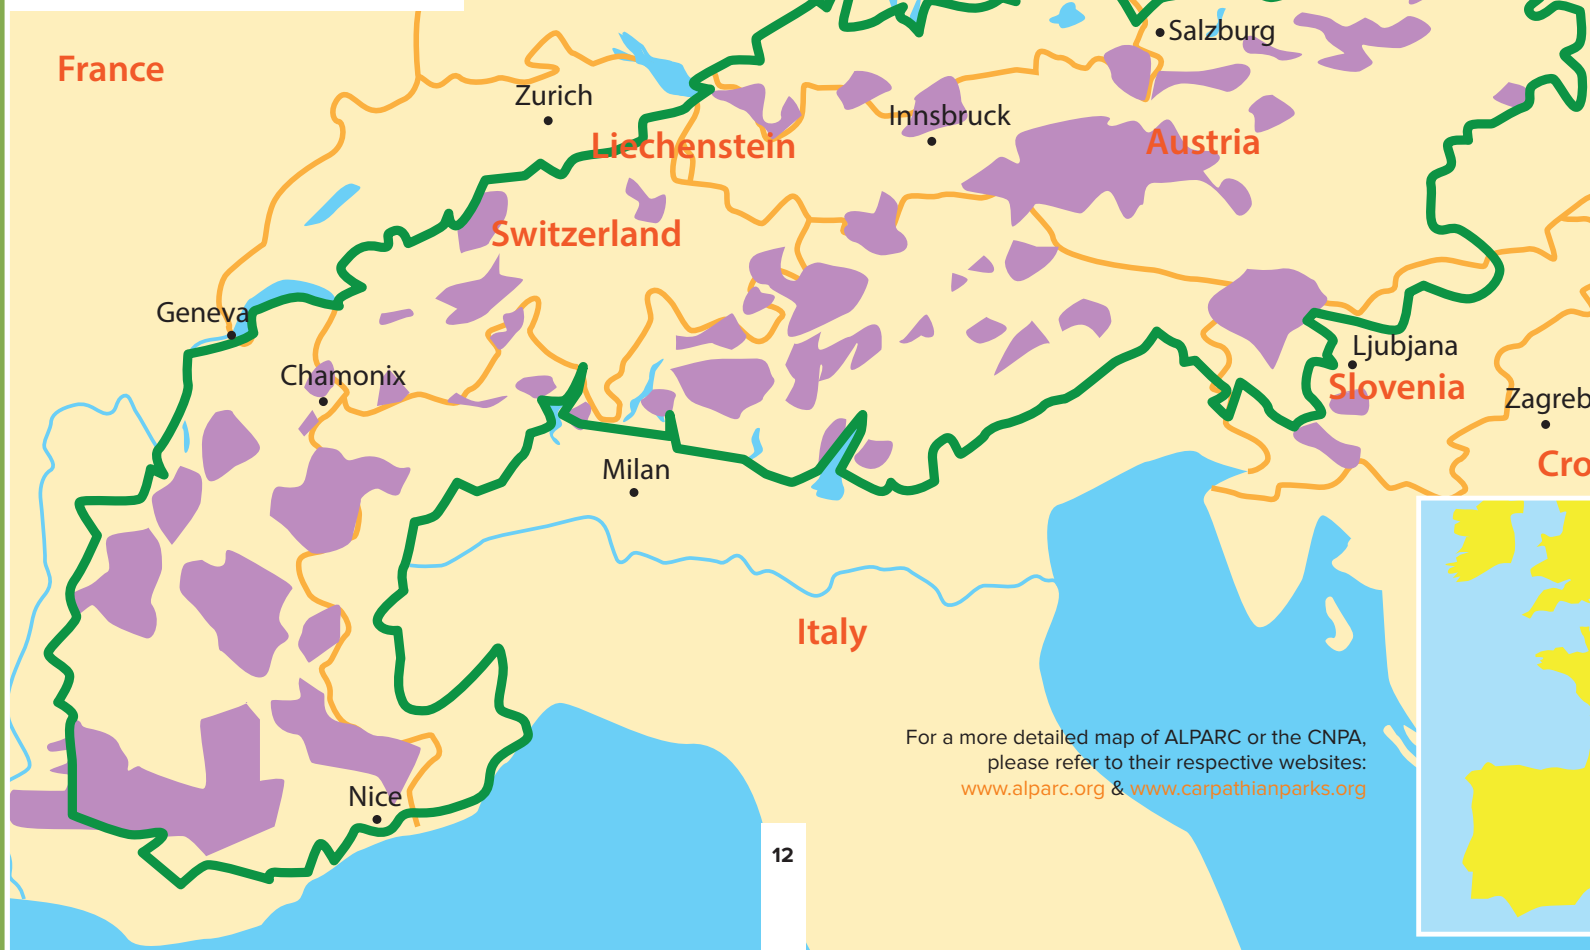 Salzburg
France
Zurich
Innsbruck
Liechenstein
Austria
Switzerland
Geneva
Ljubjana
Chamonix
Slovenia
Zagreb
Milan
Cro
Italy
For a more detailed map of ALPARC or the CNPA,
please refer to their respective websites:
www.alparc.org & www.carpathianparks.org
Nice
12